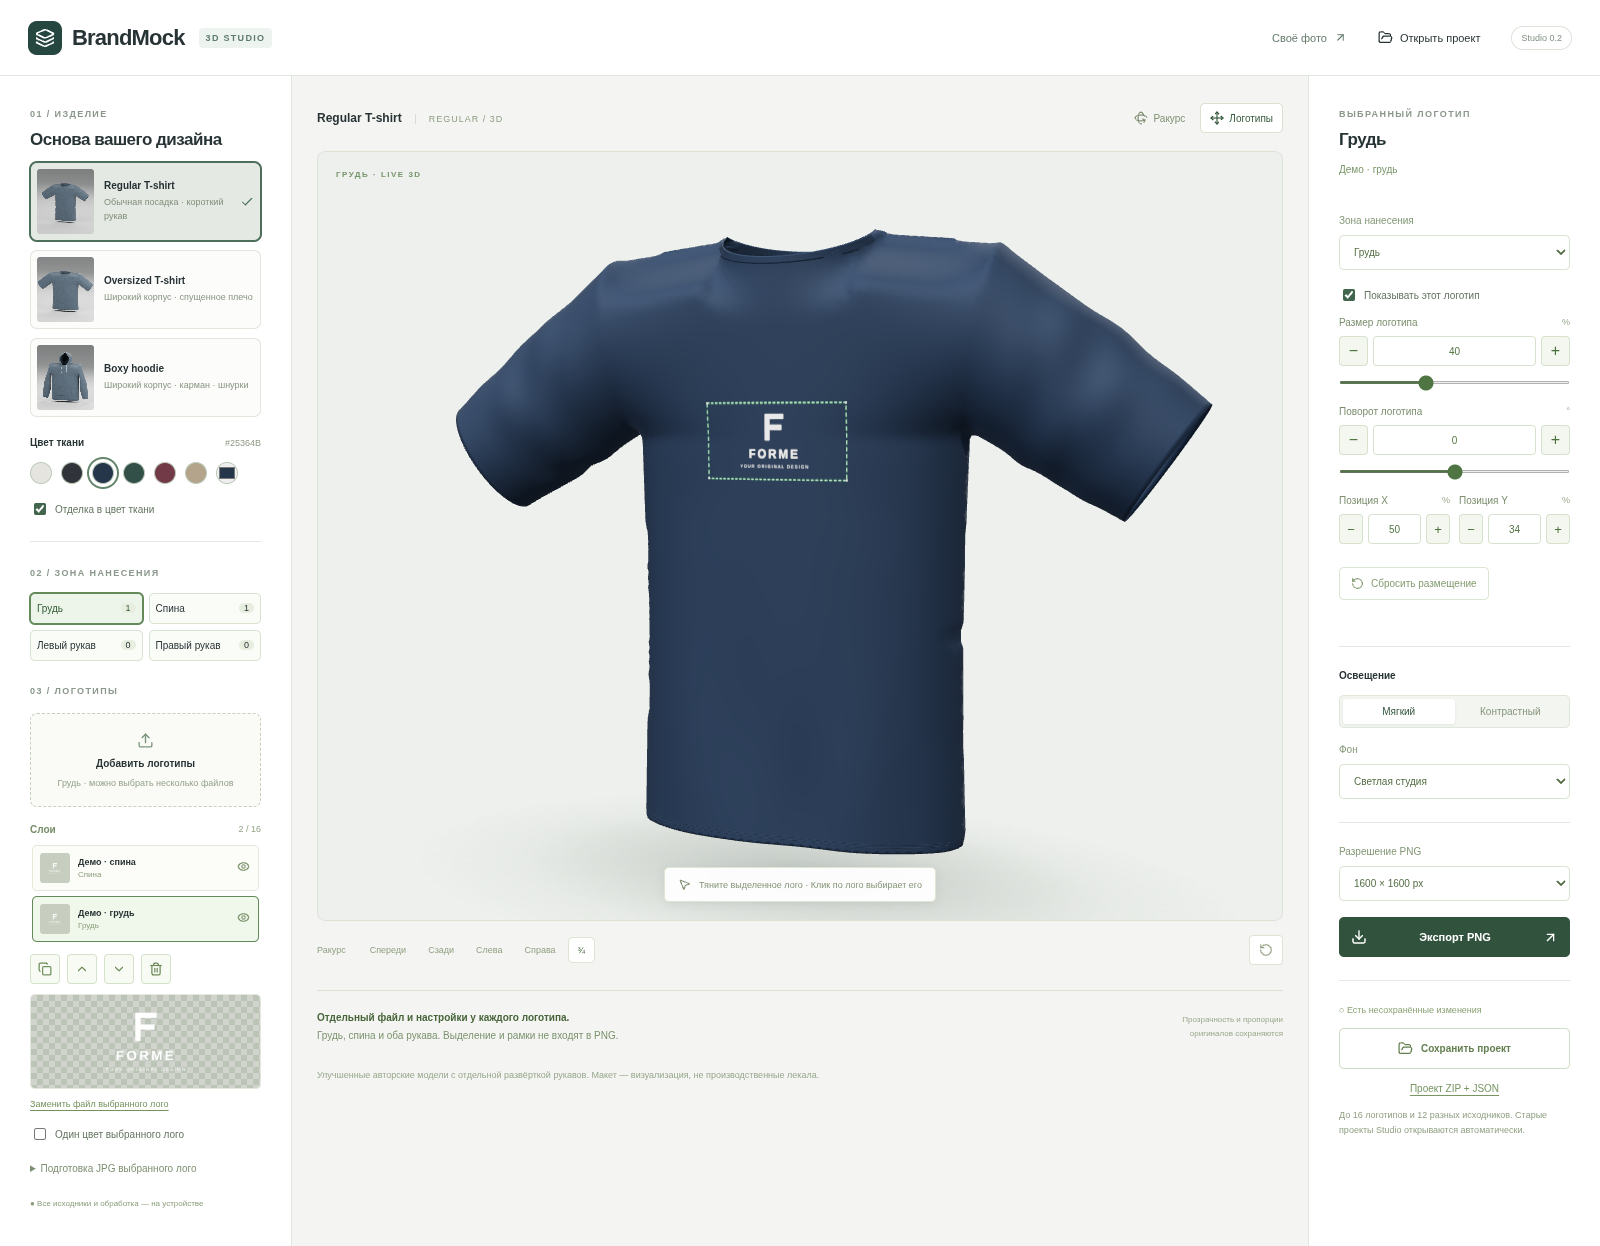 BrandMock
3D STUDIO
Своё фото
Открыть проект
Studio 0.2
01 / ИЗДЕЛИЕ
Основа вашего дизайна
Regular T-shirt
Обычная посадка · короткий
рукав
Oversized T-shirt
Широкий корпус · спущенное плечо
Boxy hoodie
Широкий корпус · карман · шнурки
Цвет ткани
#25364B
Отделка в цвет ткани
02 / ЗОНА НАНЕСЕНИЯ
Грудь 1
Спина 1
Левый рукав 0
Правый рукав 0
03 / ЛОГОТИПЫ
Добавить логотипы
Грудь · можно выбрать несколько файлов
Слои
2 / 16
Демо · спина
Спина
Демо · грудь
Грудь
F
FORME
YOUR ORIGINAL DESIGN
Заменить файл выбранного лого
Один цвет выбранного лого
▸ Подготовка JPG выбранного лого
● Все исходники и обработка — на устройстве
Regular T-shirt
REGULAR / 3D
Ракурс
Логотипы
ГРУДЬ · LIVE 3D
F
FORME
YOUR ORIGINAL DESIGN
Тяните выделенное лого · Клик по лого выбирает его
Ракурс
Спереди
Сзади
Слева
Справа
¾
Отдельный файл и настройки у каждого логотипа.
Грудь, спина и оба рукава. Выделение и рамки не входят в PNG.
Прозрачность и пропорции
оригиналов сохраняются
Улучшенные авторские модели с отдельной развёрткой рукавов. Макет — визуализация, не производственные лекала.
ВЫБРАННЫЙ ЛОГОТИП
Грудь
Демо · грудь
Зона нанесения
Грудь
Показывать этот логотип
Размер логотипа %
− 40 +
Поворот логотипа °
− 0 +
Позиция X %
Позиция Y %
− 50 +
− 34 +
Сбросить размещение
Освещение
Мягкий
Контрастный
Фон
Светлая студия
Разрешение PNG
1600 × 1600 px
Экспорт PNG
○ Есть несохранённые изменения
Сохранить проект
Проект ZIP + JSON
До 16 логотипов и 12 разных исходников. Старые
проекты Studio открываются автоматически.